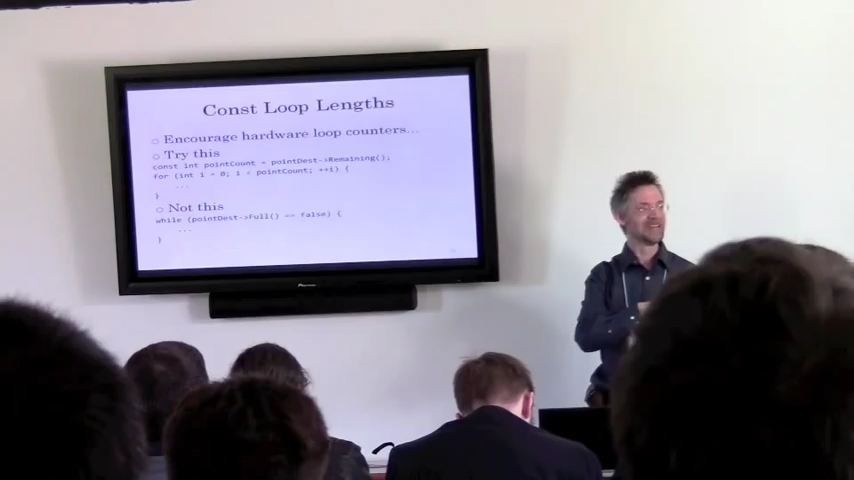 Const Loop Lengths
Encourage hardware loop counters...
Try this
const int pointCount = pointDest->Remaining();
for (int i = 0; i < pointCount; ++i) {
...
}
Not this
while (pointDest->Full() == false) {
...
}
Pioneer